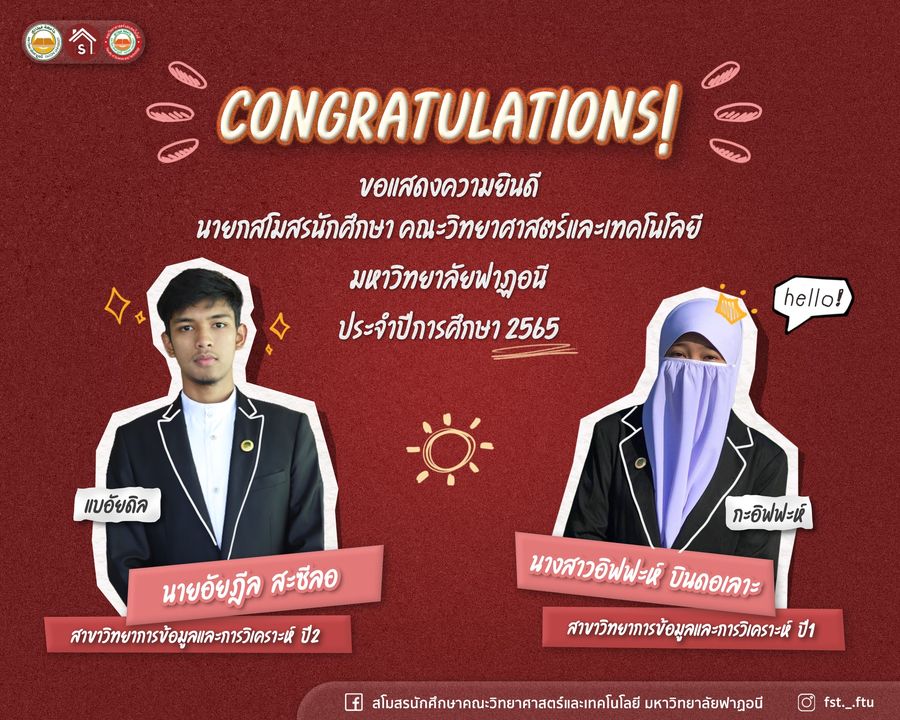 S
CONGRATULATIONS!
ขอแสดงความยินดี
นายกสโมสรนักศึกษา คณะวิทยาศาสตร์และเทคโนโลยี
มหาวิทยาลัยฟาฏอนี
ประจำปีการศึกษา 2565
hello!
แบอัยดิล
กะอิฟฟะห์
นายอัยฎีล สะซีลอ
นางสาวอิฟฟะห์ บินดอเลาะ
สาขาวิทยาการข้อมูลและการวิเคราะห์ ปี2
สาขาวิทยาการข้อมูลและการวิเคราะห์ ปี1
สโมสรนักศึกษาคณะวิทยาศาสตร์และเทคโนโลยี มหาวิทยาลัยฟาฏอนี
fst._.ftu